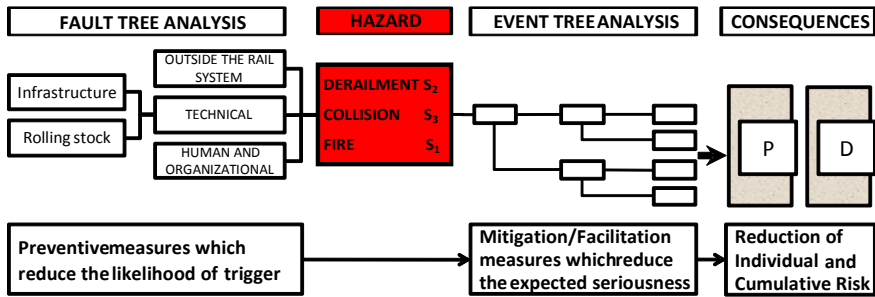 FAULT TREE ANALYSIS
HAZARD
EVENT TREE ANALYSIS
CONSEQUENCES
Infrastructure
Rolling stock
OUTSIDE THE RAIL
SYSTEM
TECHNICAL
HUMAN AND
ORGANIZATIONAL
DERAILMENT S₂
COLLISION S₃
FIRE S₁
P
D
Preventivemeasures which
reduce the likelihood of trigger
Mitigation/Facilitation
measures whichreduce
the expected seriousness
Reduction of
Individual and
Cumulative Risk